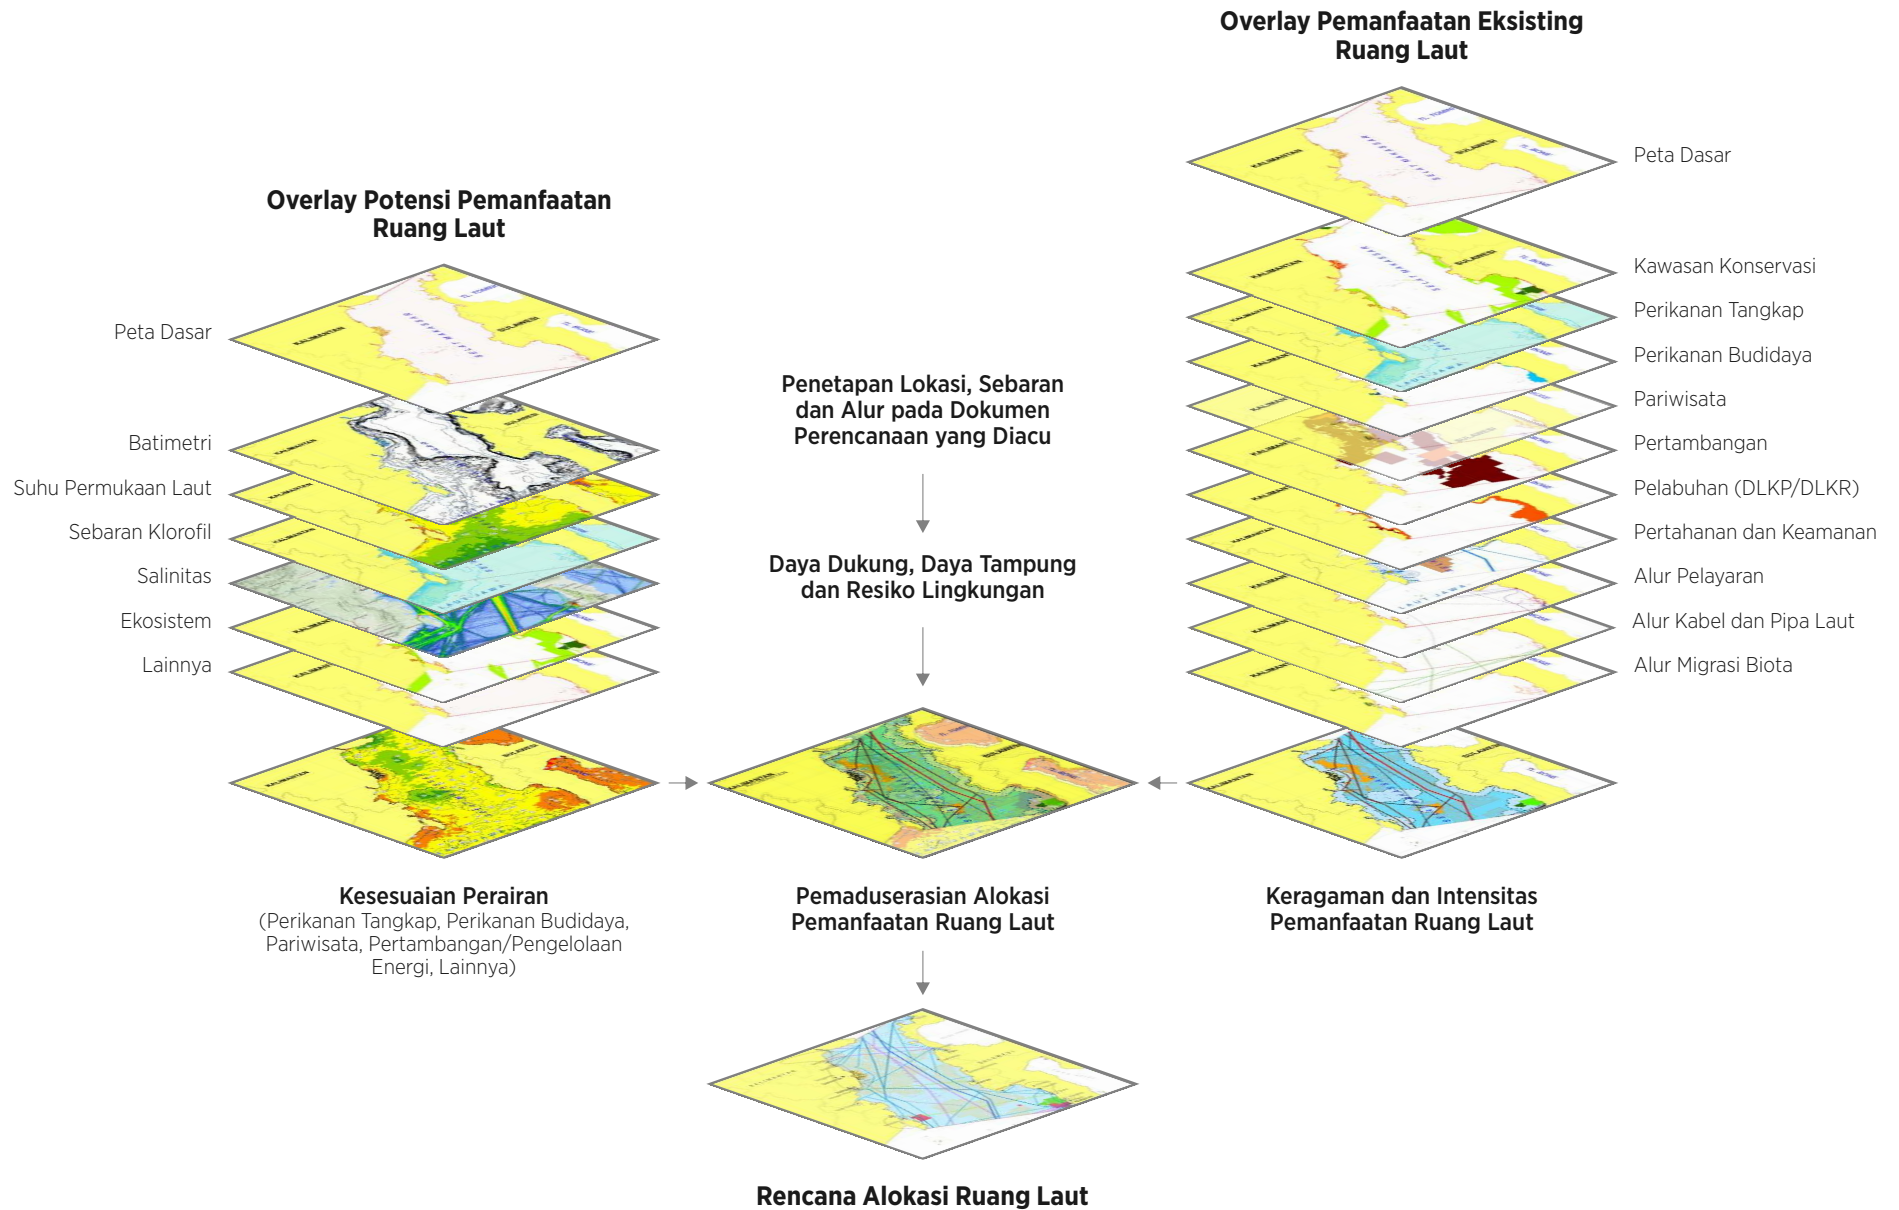 Overlay Pemanfaatan Eksisting
Ruang Laut
Peta Dasar
Kawasan Konservasi
Perikanan Tangkap
Perikanan Budidaya
Pariwisata
Pertambangan
Pelabuhan (DLKP/DLKR)
Pertahanan dan Keamanan
Alur Pelayaran
Alur Kabel dan Pipa Laut
Alur Migrasi Biota
Overlay Potensi Pemanfaatan
Ruang Laut
Peta Dasar
Batimetri
Suhu Permukaan Laut
Sebaran Klorofil
Salinitas
Ekosistem
Lainnya
KALIMANTAN
SELAT MAKASSAR
SULAWESI
Penetapan Lokasi, Sebaran
dan Alur pada Dokumen
Perencanaan yang Diacu
Daya Dukung, Daya Tampung
dan Resiko Lingkungan
Kesesuaian Perairan
(Perikanan Tangkap, Perikanan Budidaya,
Pariwisata, Pertambangan/Pengelolaan
Energi, Lainnya)
Pemaduserasian Alokasi
Pemanfaatan Ruang Laut
Keragaman dan Intensitas
Pemanfaatan Ruang Laut
Rencana Alokasi Ruang Laut